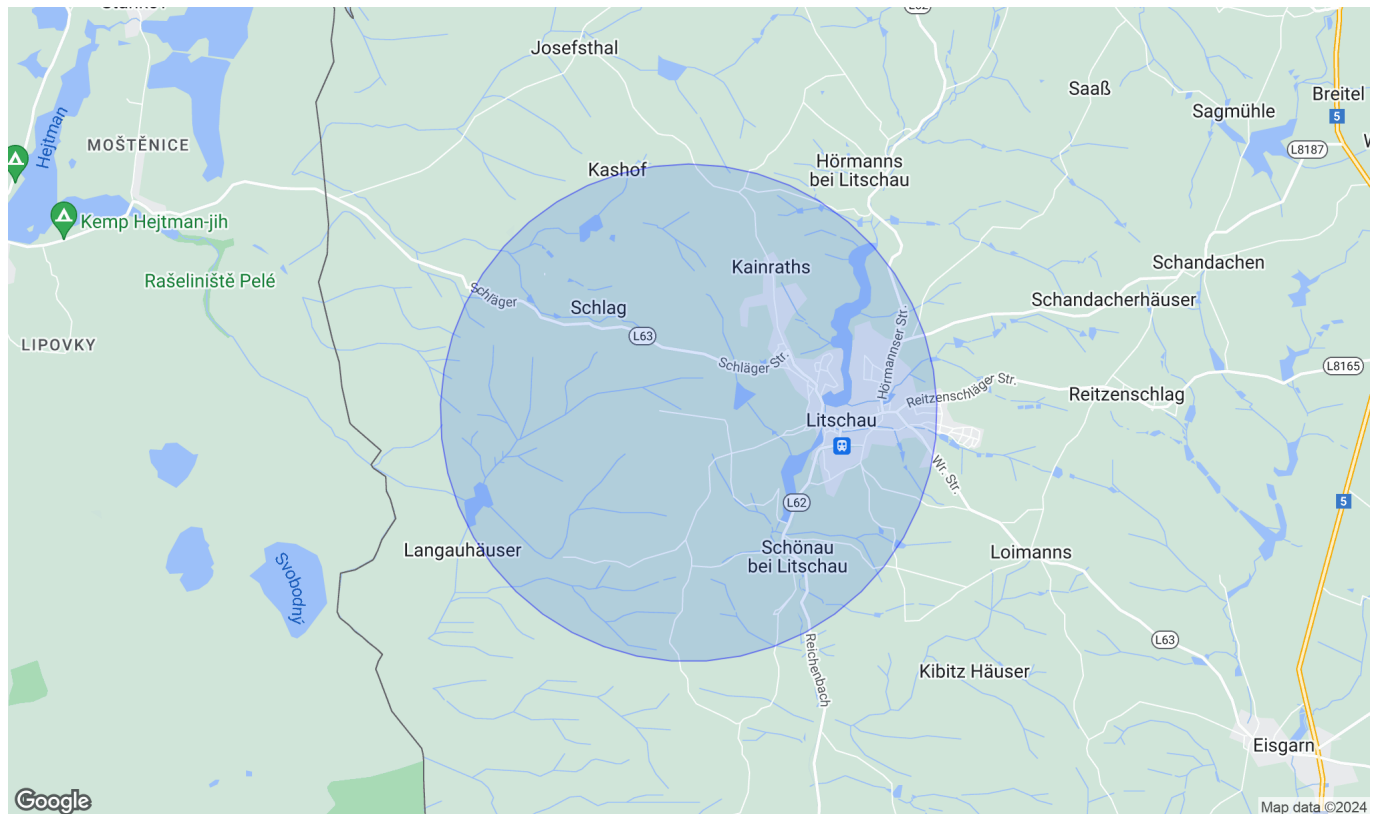 L62
Josefsthal
Saaß
Breitel
Sagmühle
5
Hejtman
MOŠTĚNICE
L8187
Hörmanns
bei Litschau
Kashof
Kemp Hejtman-jih
Rašeliniště Pelé
Kainraths
Schandachen
Schläger
Schlag
Schandacherhäuser
L63
Hörmannser Str.
LIPOVKY
Schläger Str.
L8165
Reitzenschläger Str.
Reitzenschlag
Litschau
Wr. Str.
L62
5
Langauhäuser
Schönau
bei Litschau
Loimanns
Svobodný
L63
Reichenbach
Kibitz Häuser
Eisgarn
Google
Map data ©2024